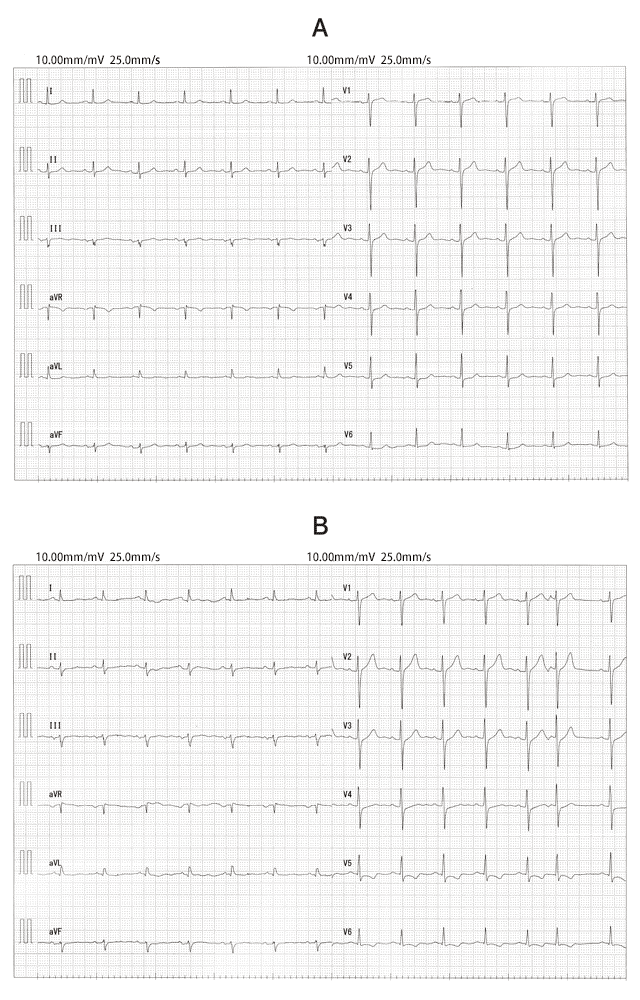 A
10.00mm/mV 25.0mm/s 10.00mm/mV 25.0mm/s
I V1
II V2
III V3
aVR V4
aVL V5
aVF V6
B
10.00mm/mV 25.0mm/s 10.00mm/mV 25.0mm/s
I V1
II V2
III V3
aVR V4
aVL V5
aVF V6